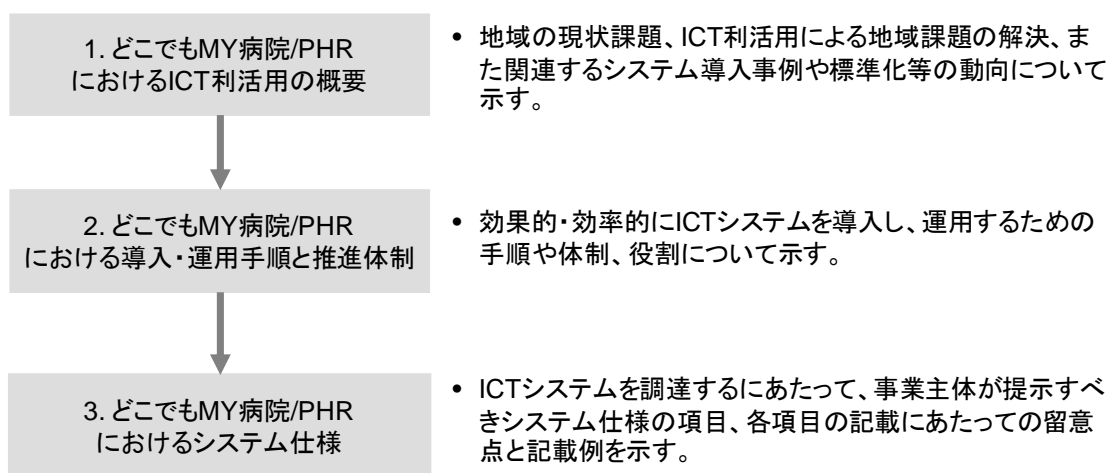 1. どこでもMY病院/PHR
におけるICT利活用の概要
• 地域の現状課題、ICT利活用による地域課題の解決、ま
た関連するシステム導入事例や標準化等の動向について
示す。
2. どこでもMY病院/PHR
における導入・運用手順と推進体制
• 効果的・効率的にICTシステムを導入し、運用するための
手順や体制、役割について示す。
3. どこでもMY病院/PHR
におけるシステム仕様
• ICTシステムを調達するにあたって、事業主体が提示すべ
きシステム仕様の項目、各項目の記載にあたっての留意
点と記載例を示す。